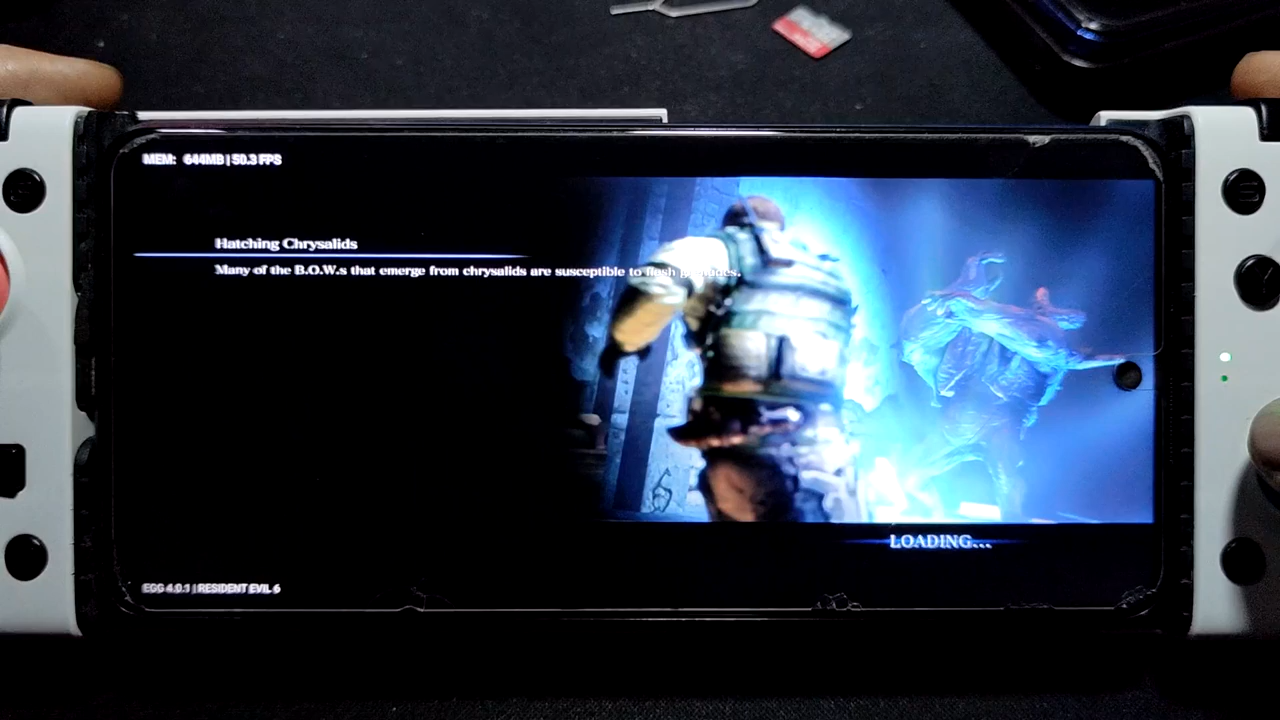 MEM: 644MB | 50.3 FPS
Hatching Chrysalids
Many of the B.O.W.s that emerge from chrysalids are susceptible to flash grenades.
LOADING...
EGG 4.0.1 | RESIDENT EVIL 6